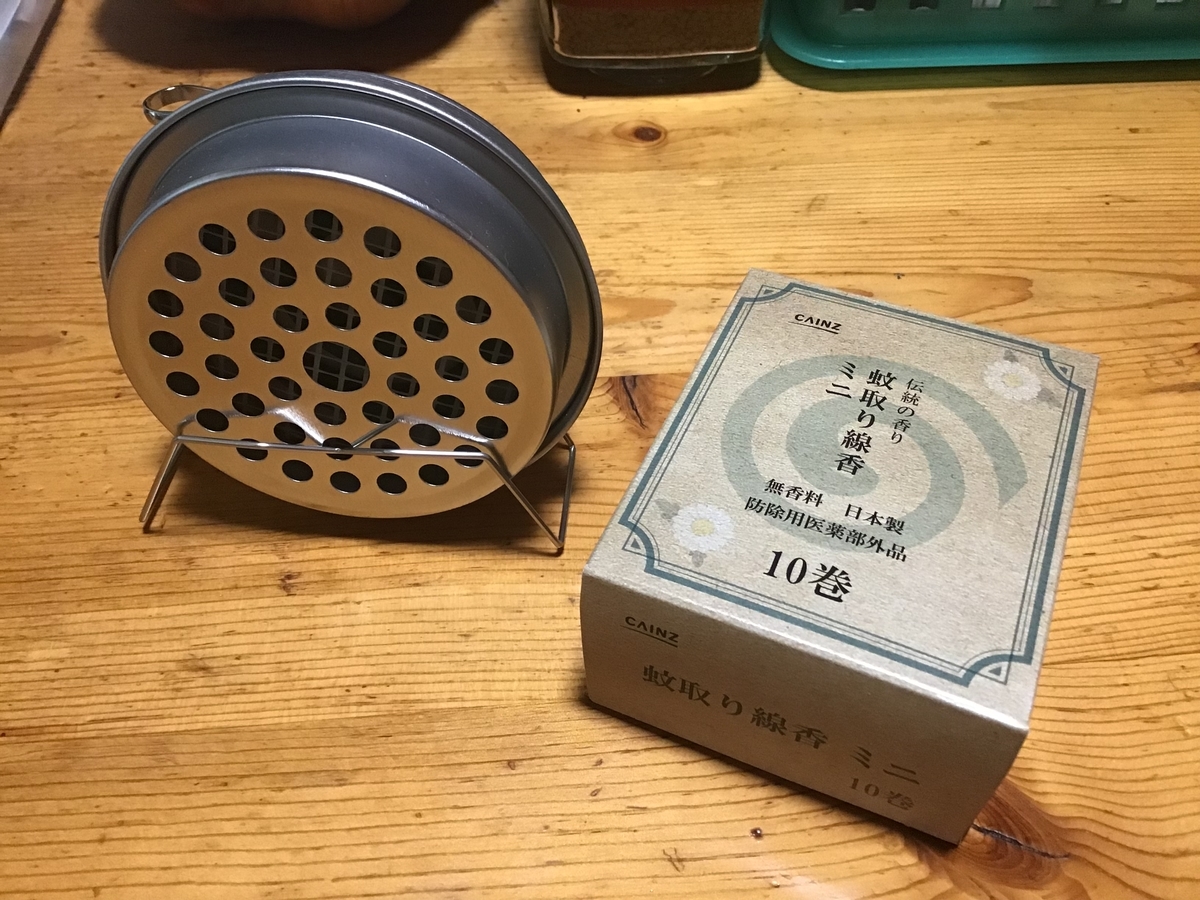 CAINZ
伝統の香り
蚊取り線香
ミニ
無香料 日本製
防除用医薬部外品
10巻
CAINZ
蚊取り線香 ミニ
10巻